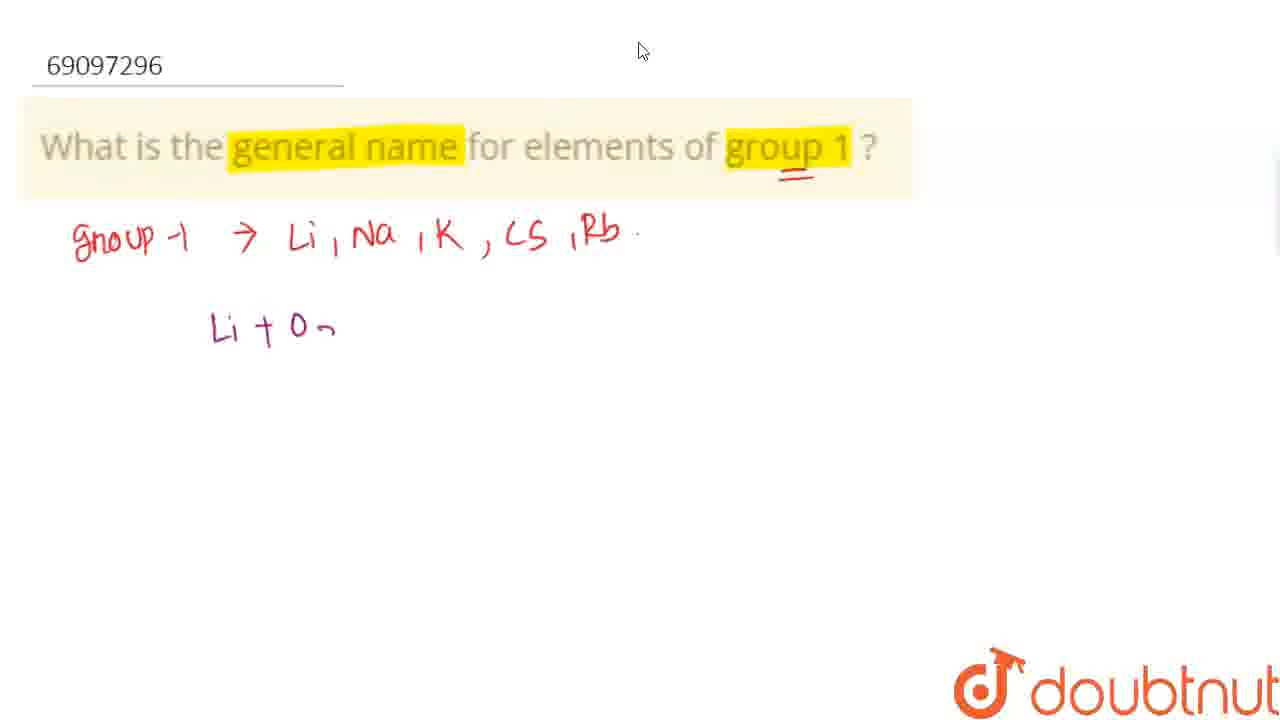 69097296
What is the general name for elements of group 1 ?
group-1 → Li, Na, K, Cs, Rb.
Li + O
doubtnut